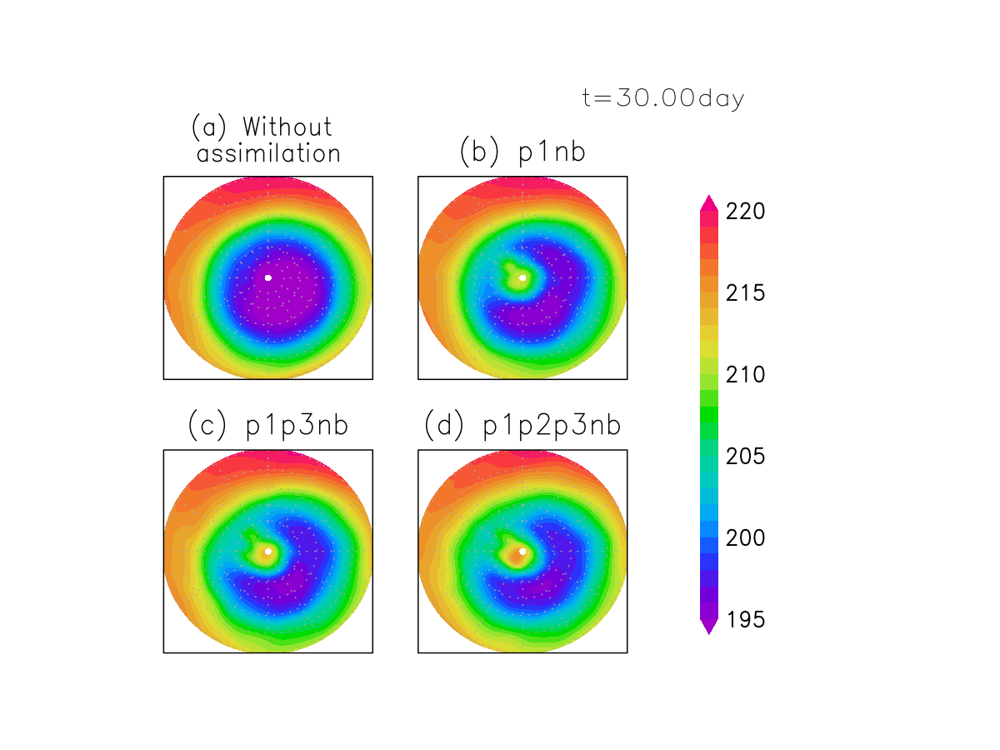 t=30.00day
(a) Without
assimilation
(b) p1nb
(c) p1p3nb
(d) p1p2p3nb
220
215
210
205
200
195